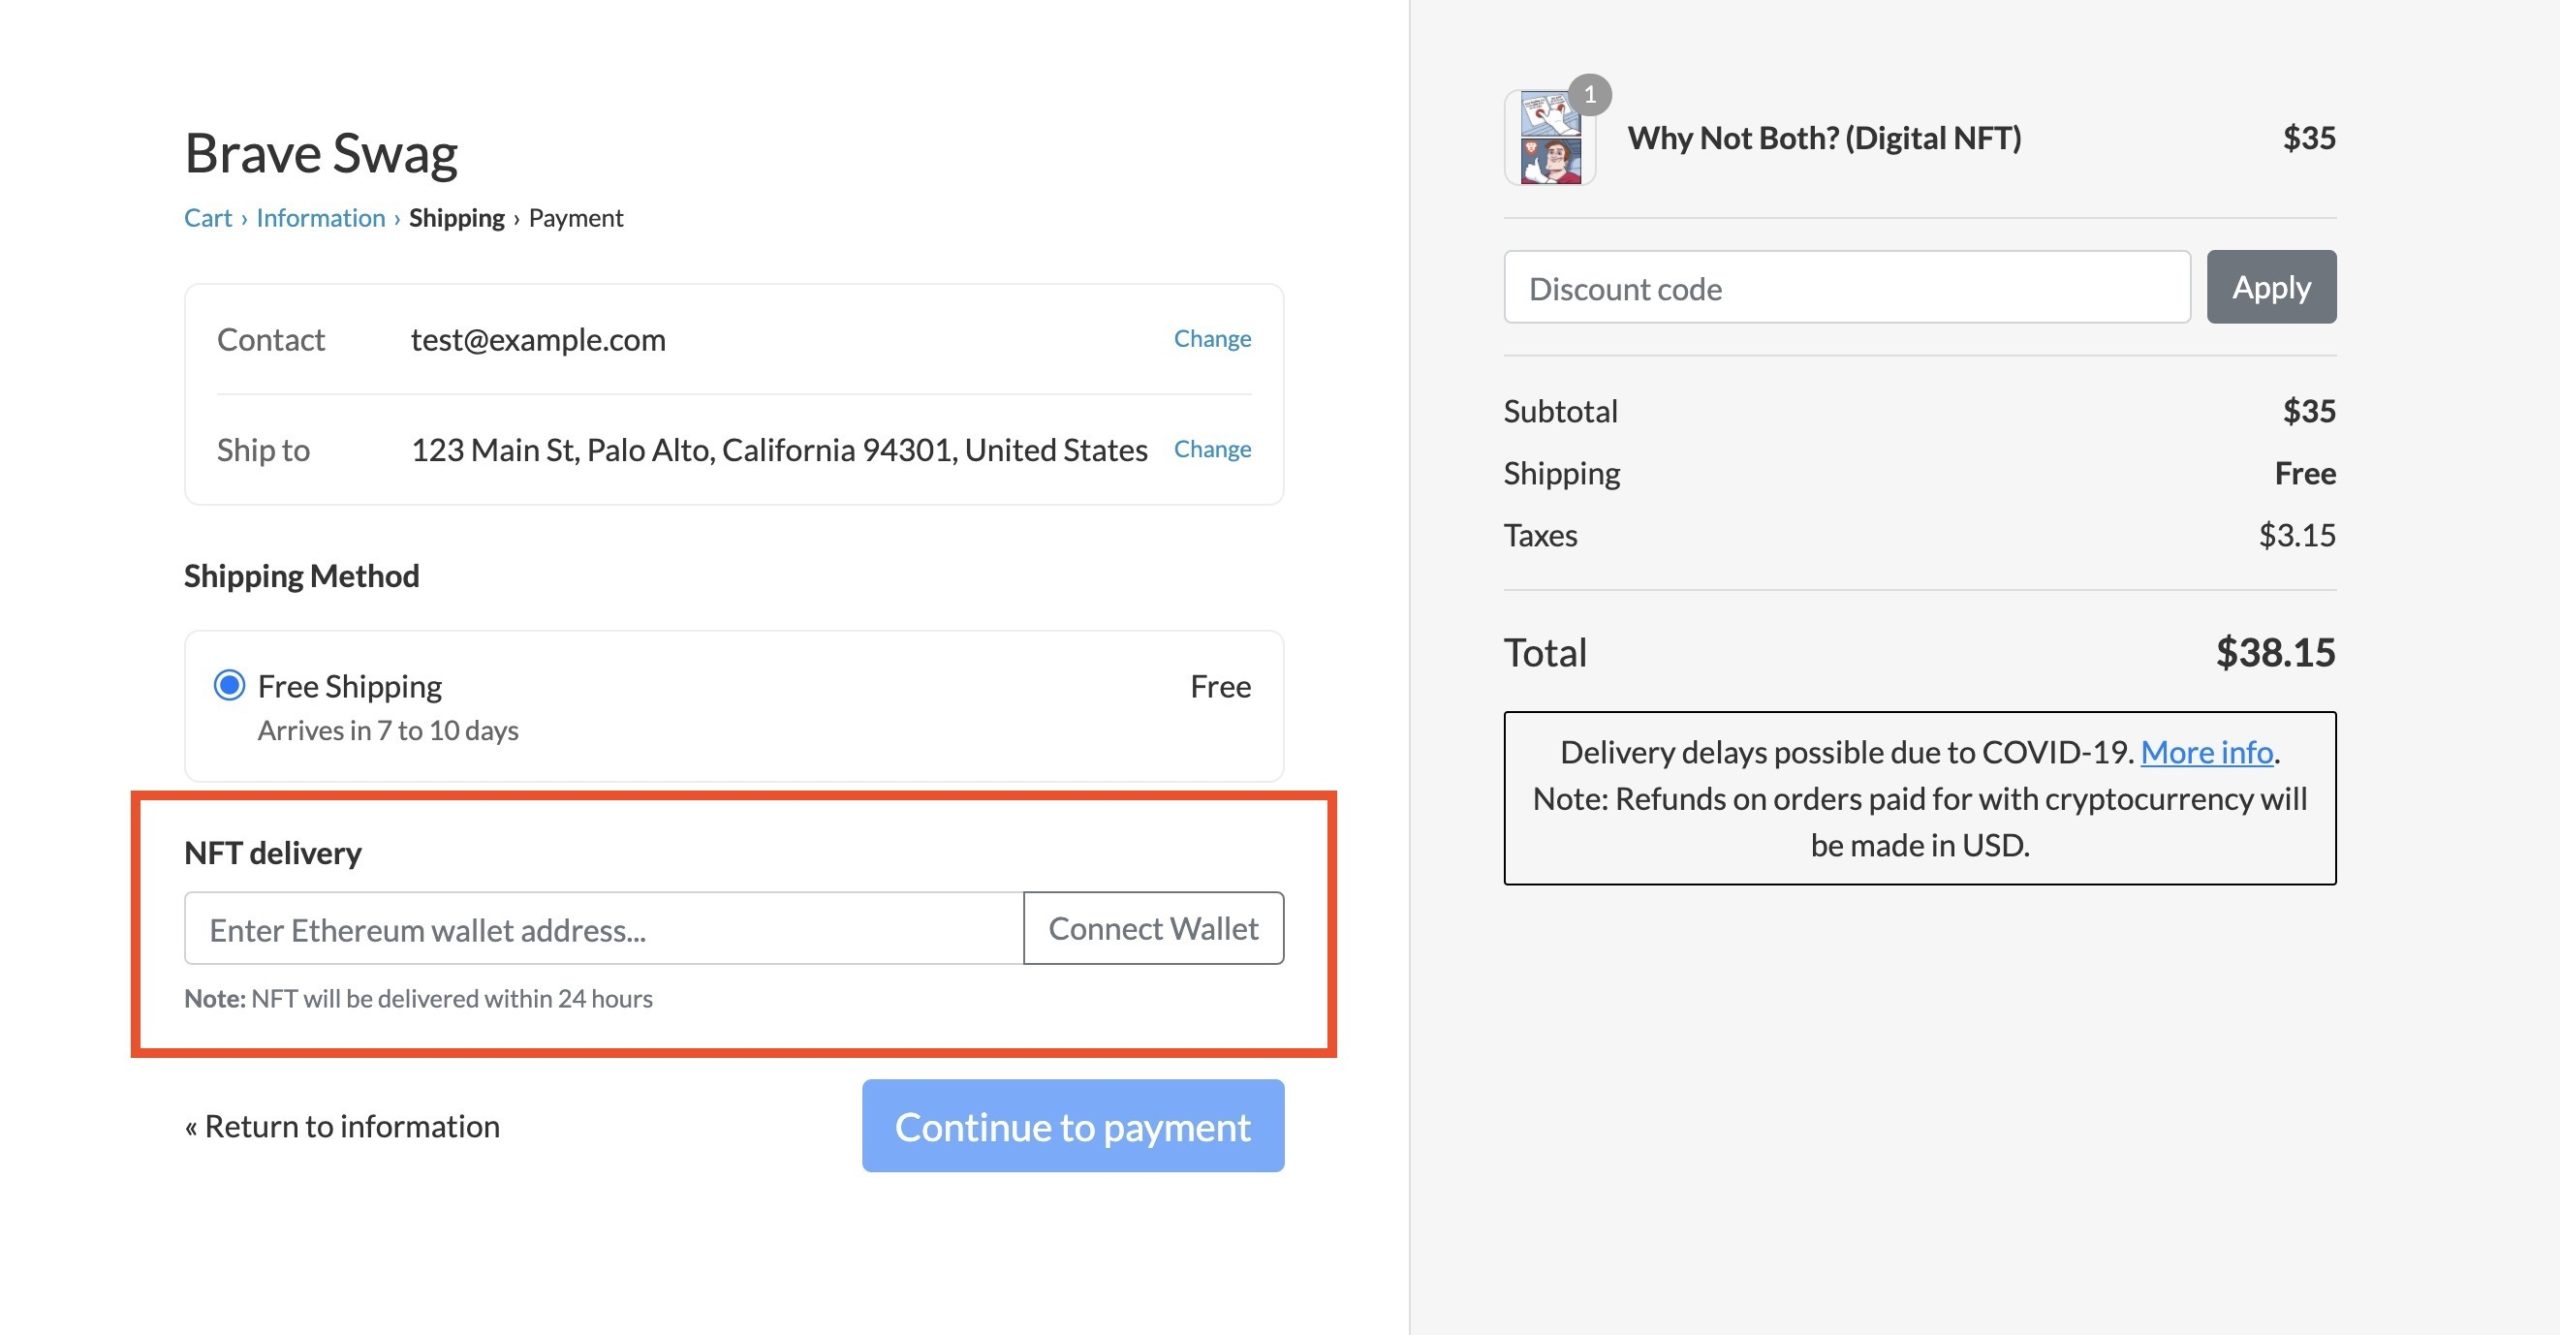 Brave Swag
Cart › Information › Shipping › Payment
Contact test@example.com Change
Ship to 123 Main St, Palo Alto, California 94301, United States Change
Shipping Method
Free Shipping Free
Arrives in 7 to 10 days
NFT delivery
Enter Ethereum wallet address... Connect Wallet
Note: NFT will be delivered within 24 hours
« Return to information Continue to payment
1
Why Not Both? (Digital NFT) $35
Discount code Apply
Subtotal $35
Shipping Free
Taxes $3.15
Total $38.15
Delivery delays possible due to COVID-19. More info.
Note: Refunds on orders paid for with cryptocurrency will
be made in USD.